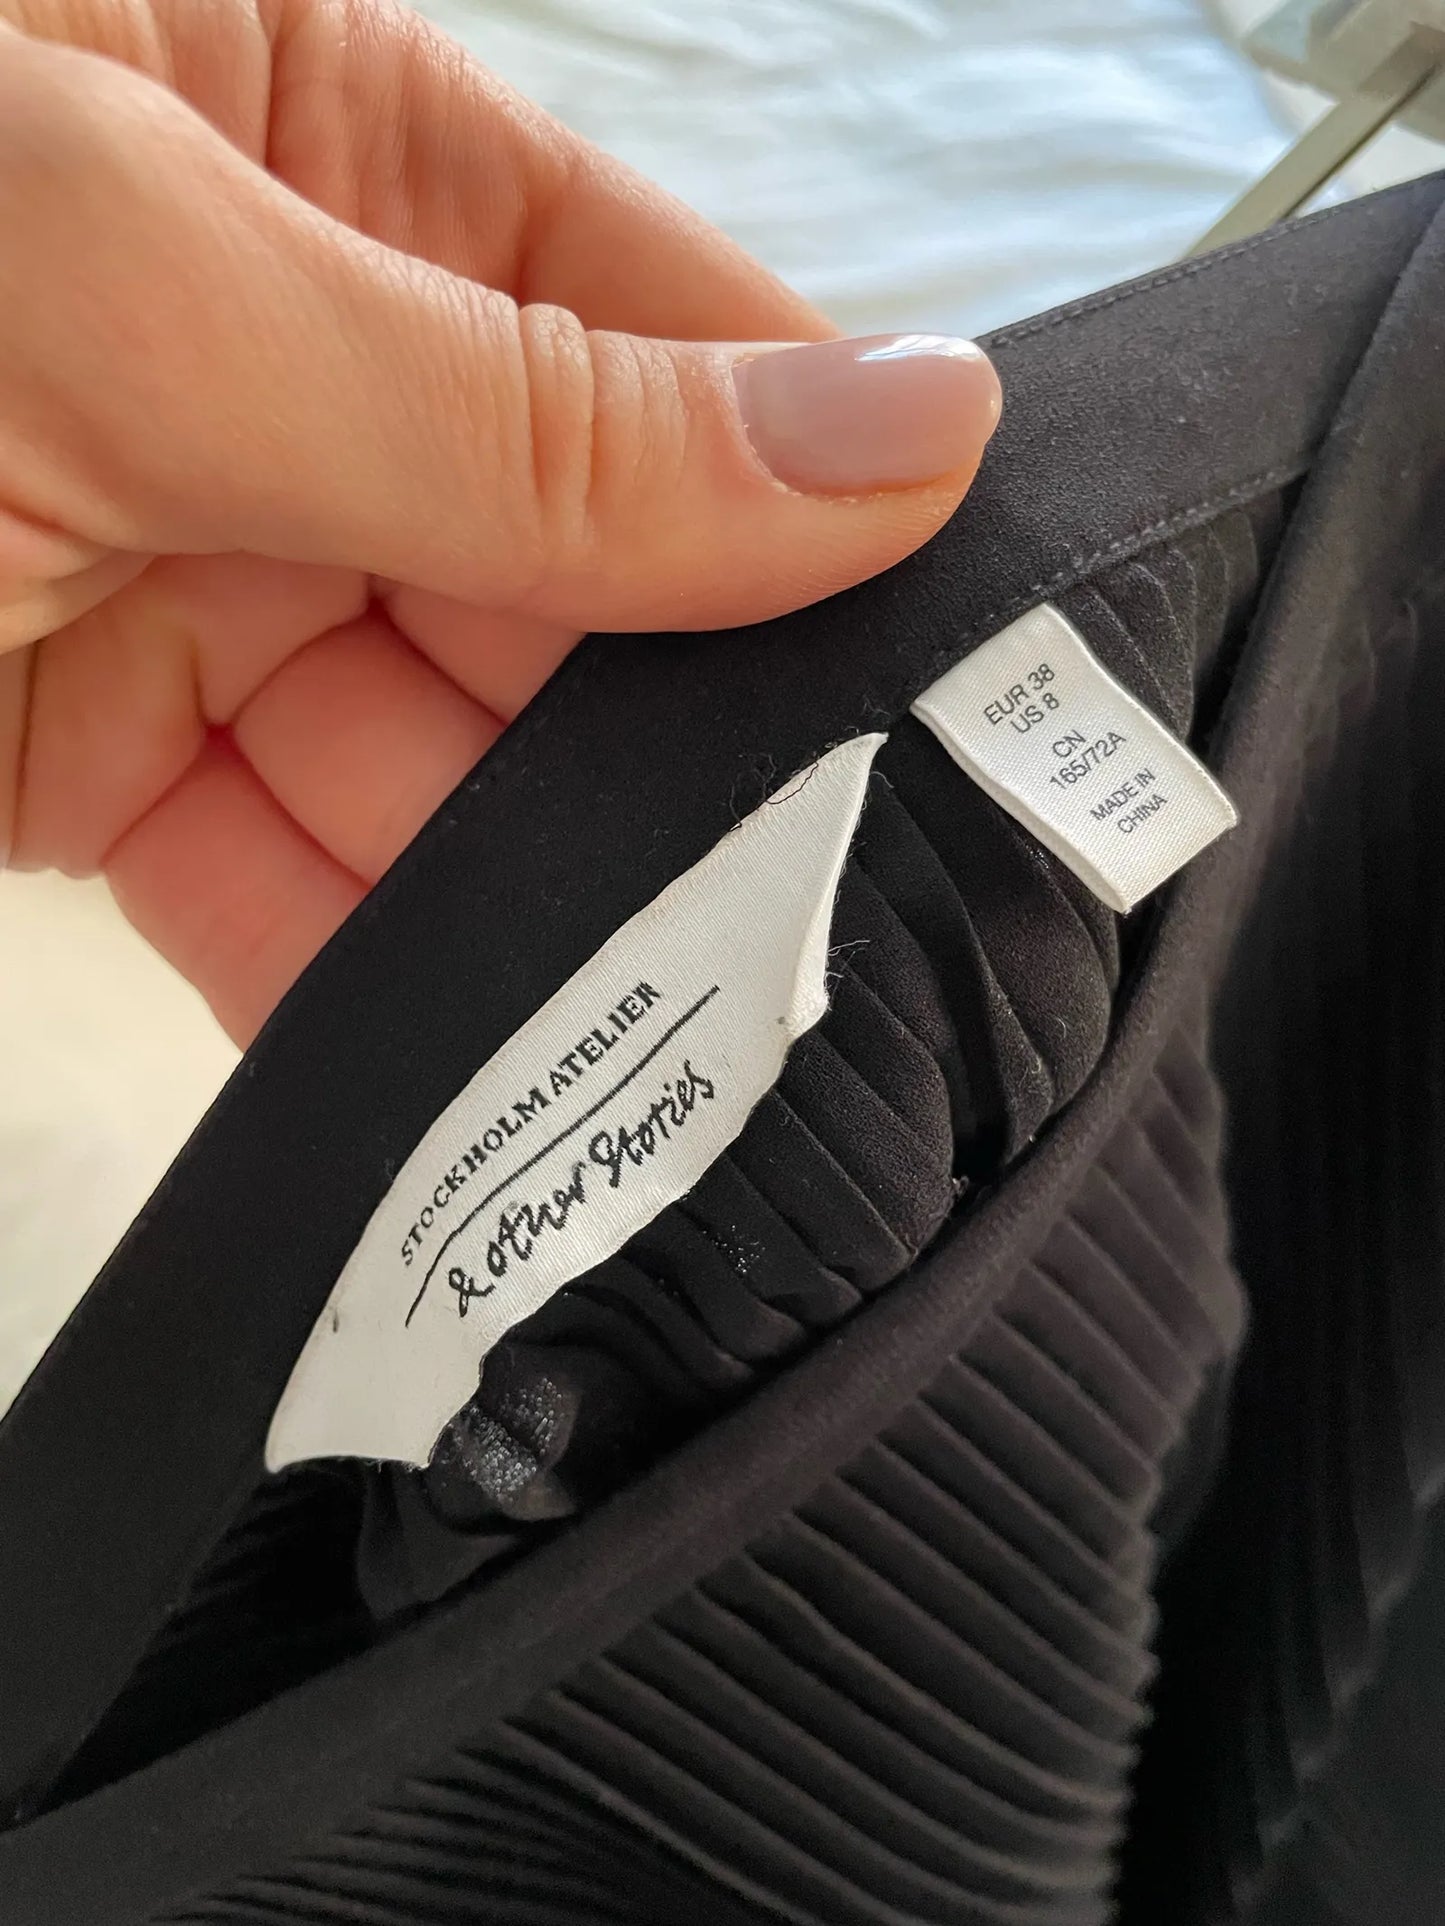 EUR 38
US 8
CN
165/72A
MADE IN
CHINA
STOCKHOLM ATELIER
& other Stories